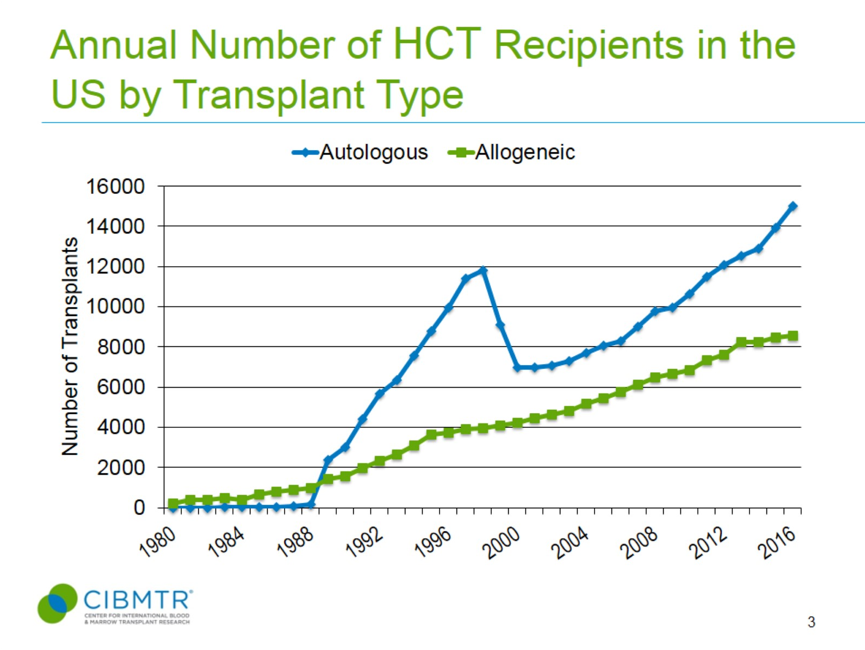 Annual Number of HCT Recipients in the
US by Transplant Type
Autologous Allogeneic
Number of Transplants
16000
14000
12000
10000
8000
6000
4000
2000
0
1980 1984 1988 1992 1996 2000 2004 2008 2012 2016
CIBMTR®
CENTER FOR INTERNATIONAL BLOOD
& MARROW TRANSPLANT RESEARCH
3